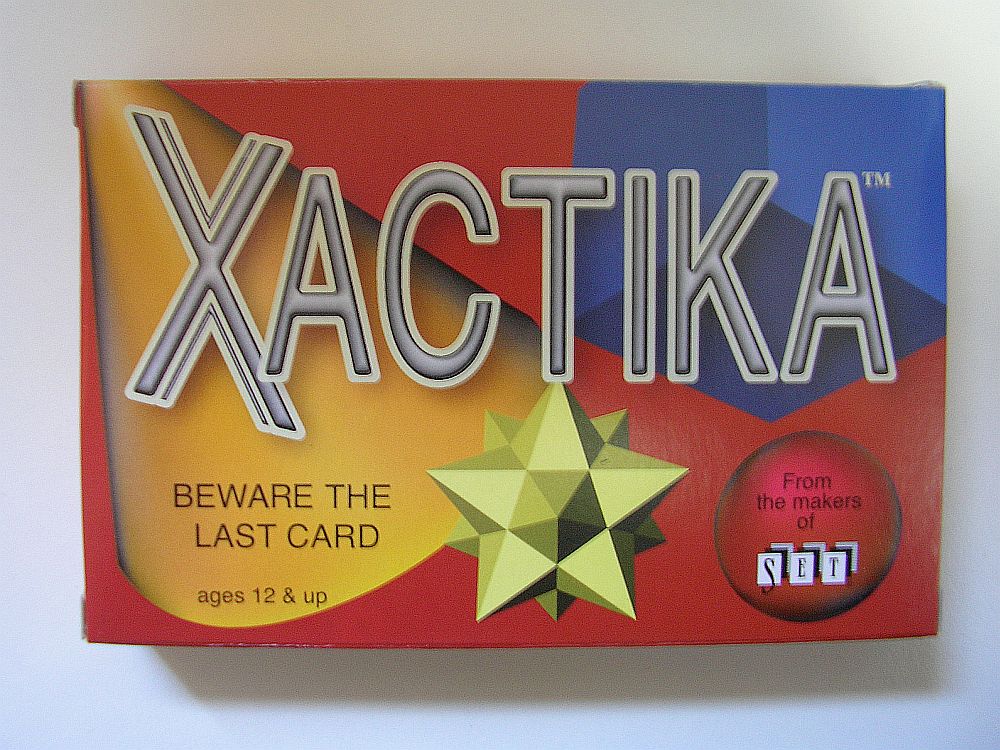 XACTIKA™
BEWARE THE
LAST CARD
ages 12 & up
From
the makers
of
SET